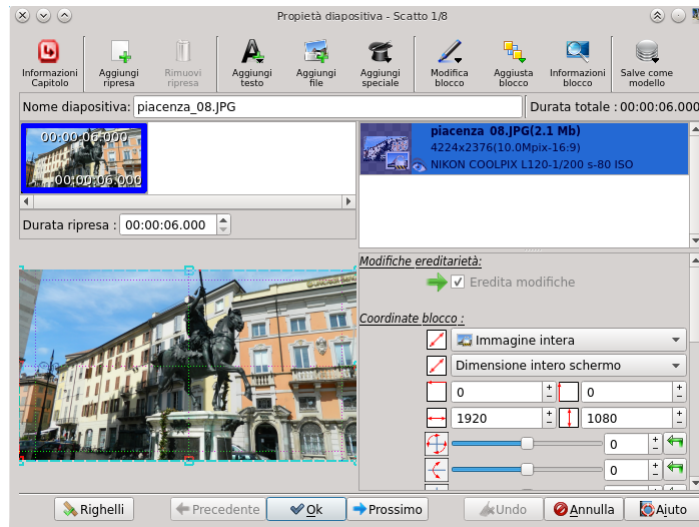 Propietà diapositiva - Scatto 1/8
Informazioni Capitolo
Aggiungi ripresa
Rimuovi ripresa
Aggiungi testo
Aggiungi file
Aggiungi speciale
Modifica blocco
Aggiusta blocco
Informazioni blocco
Salve come modello
Nome diapositiva: piacenza_08.JPG
Durata totale : 00:00:06.000
00:00:06.000
00:00:06.000
piacenza_08.JPG(2.1 Mb)
4224x2376(10.0Mpix-16:9)
NIKON COOLPIX L120-1/200 s-80 ISO
Durata ripresa : 00:00:06.000
Modifiche ereditarietà:
Eredita modifiche
Coordinate blocco :
Immagine intera
Dimensione intero schermo
0 0
1920 1080
0
0
Righelli
Precedente
Ok
Prossimo
Undo
Annulla
Aiuto